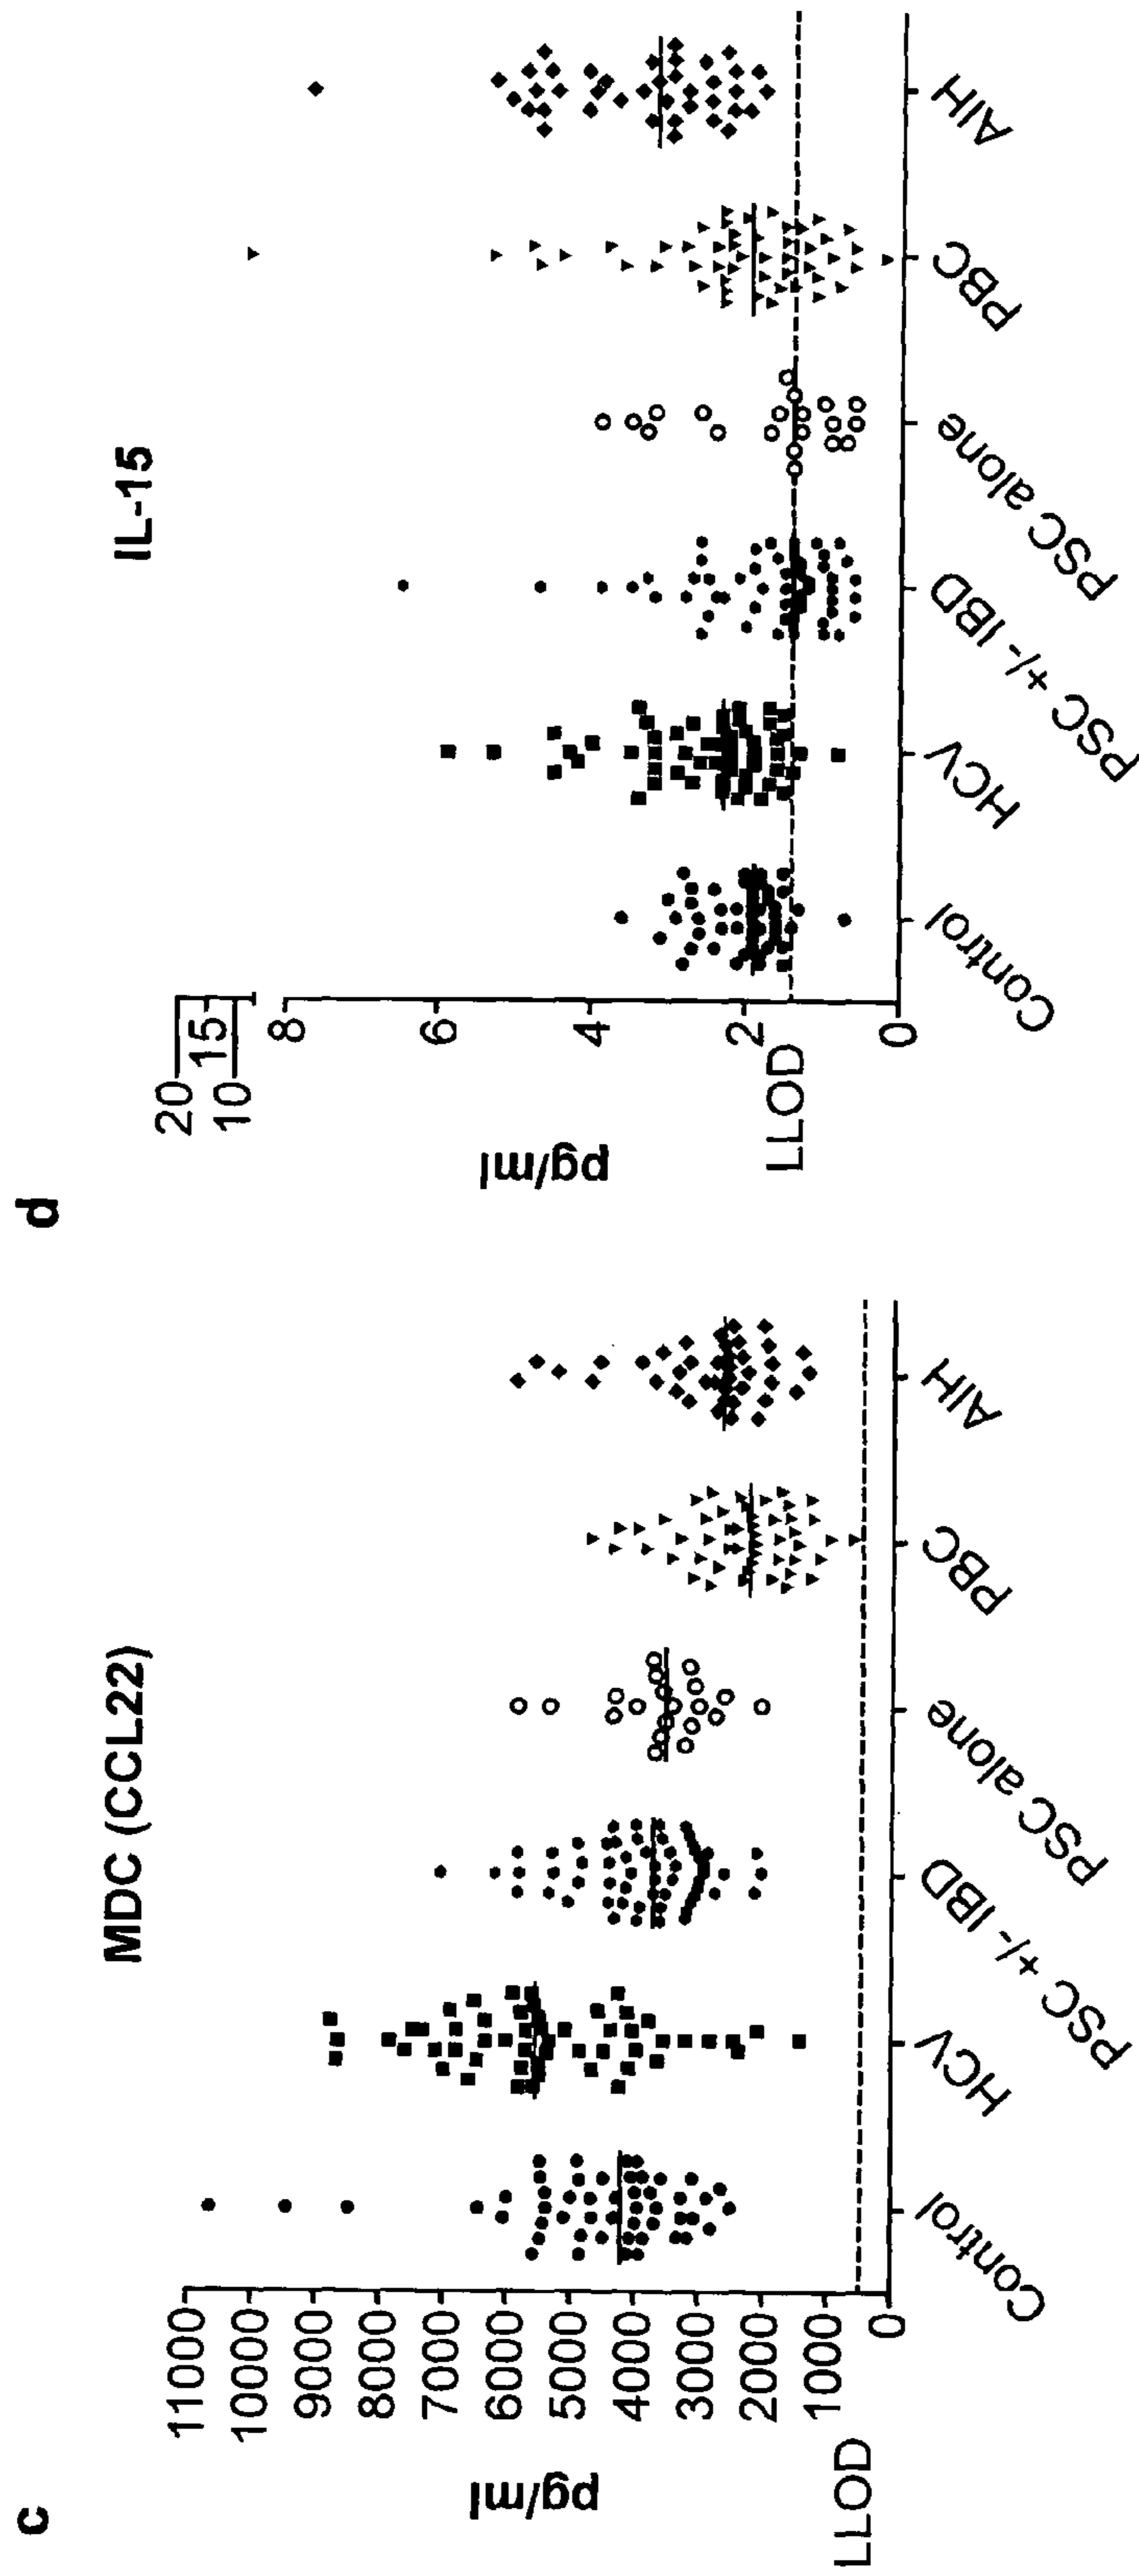 c
MDC (CCL22)
pg/ml
11000
10000
9000
8000
7000
6000
5000
4000
3000
2000
1000
0
LLOD
Control
HCV
PSC +/- IBD
PSC alone
PBC
AIH
d
IL-15
pg/ml
20
15
10
8
6
4
2
0
LLOD
Control
HCV
PSC +/- IBD
PSC alone
PBC
AIH